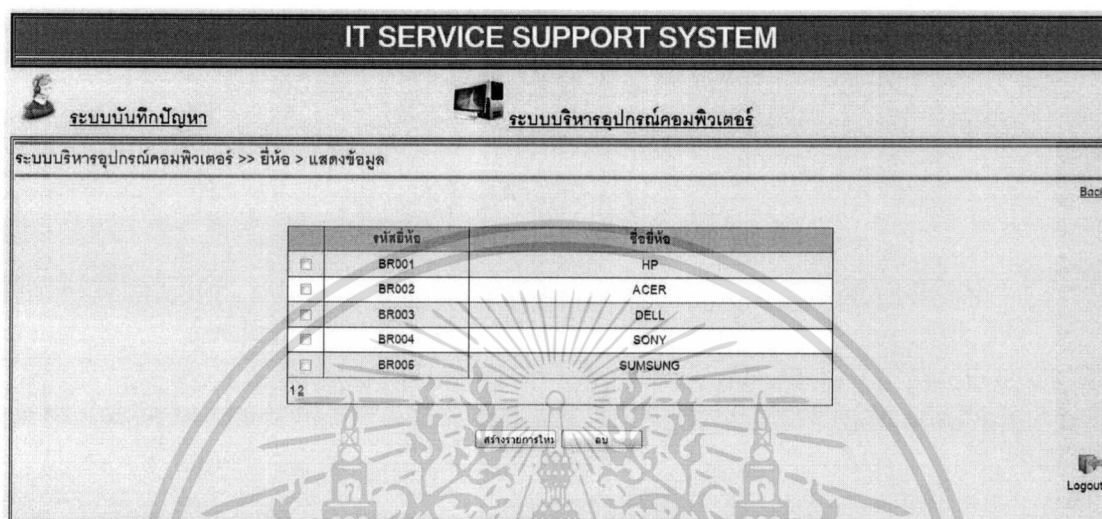 IT SERVICE SUPPORT SYSTEM
ระบบบันทึกปัญหา
ระบบบริหารอุปกรณ์คอมพิวเตอร์
ระบบบริหารอุปกรณ์คอมพิวเตอร์ >> ยี่ห้อ > แสดงข้อมูล
Back
รหัสยี่ห้อ ชื่อยี่ห้อ
BR001 HP
BR002 ACER
BR003 DELL
BR004 SONY
BR005 SUMSUNG
12
สร้างรายการใหม่ ลบ
Logout